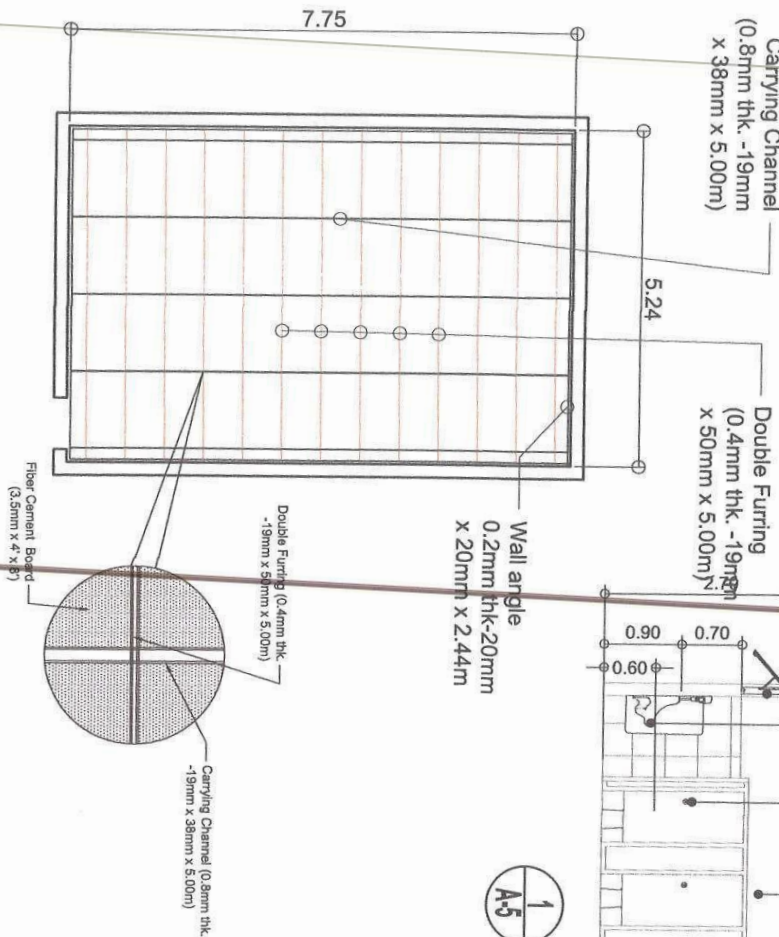 7.75
Carrying Channel
(0.8mm thk. -19mm
x 38mm x 5.00m)
5.24
Double Furring
(0.4mm thk. -19mm
x 50mm x 5.00m)
Wall angle
0.2mm thk-20mm
x 20mm x 2.44m
0.90
0.70
0.60
Double Furring (0.4mm thk.
-19mm x 50mm x 5.00m)
Fiber Cement Board
(3.5mm x 4' x 8')
Carrying Channel (0.8mm thk.
-19mm x 38mm x 5.00m)
1
A-5